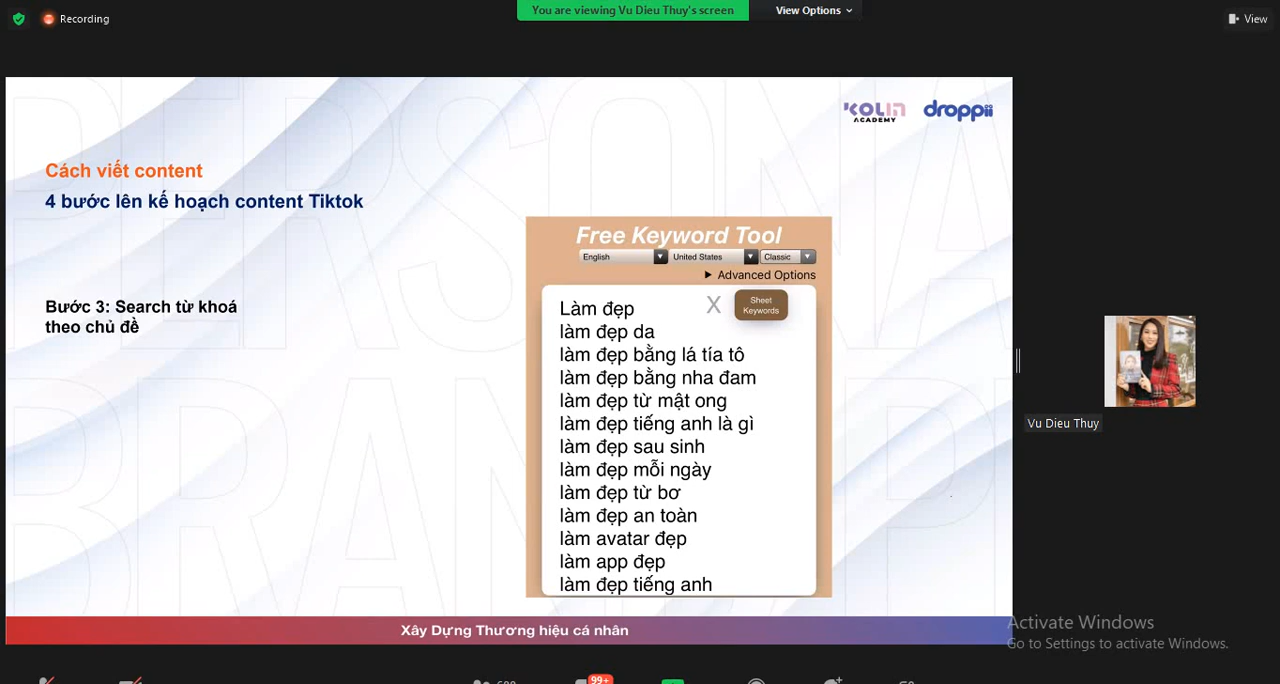 Recording
You are viewing Vu Dieu Thuy's screen
View Options
View
KOLIN
ACADEMY
droppii
Cách viết content
4 bước lên kế hoạch content Tiktok
Bước 3: Search từ khoá
theo chủ đề
Free Keyword Tool
English
United States
Classic
Advanced Options
Làm đẹp
X
Sheet
Keywords
làm đẹp da
làm đẹp bằng lá tía tô
làm đẹp bằng nha đam
làm đẹp từ mật ong
làm đẹp tiếng anh là gì
làm đẹp sau sinh
làm đẹp mỗi ngày
làm đẹp từ bơ
làm đẹp an toàn
làm avatar đẹp
làm app đẹp
làm đẹp tiếng anh
Xây Dựng Thương hiệu cá nhân
Vu Dieu Thuy
Activate Windows
Go to Settings to activate Windows.
99+